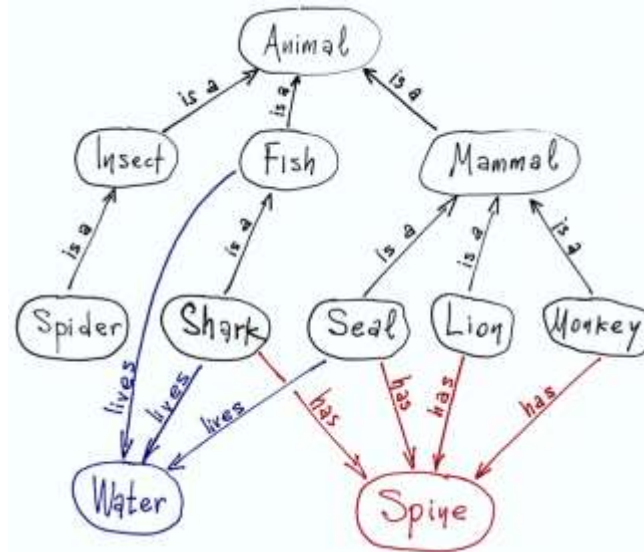 Animal
is a is a is a
Insect Fish Mammal
is a is a is a is a is a
Spider Shark Seal Lion Monkey
lives lives lives has has has has
Water Spine